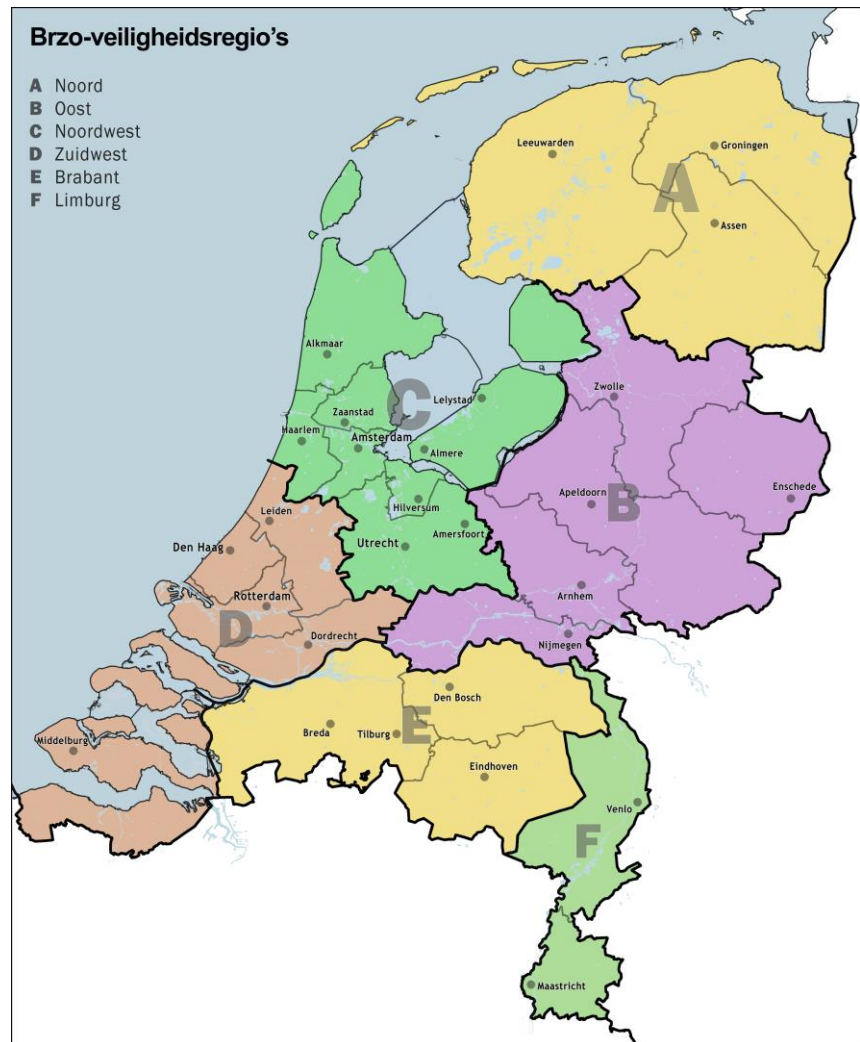 Brzo-veiligheidsregio's
A Noord
B Oost
C Noordwest
D Zuidwest
E Brabant
F Limburg
Leeuwarden
Groningen
A
Assen
Alkmaar
Zwolle
Lelystad
C
Zaanstad
Haarlem
Amsterdam
Almere
Enschede
Apeldoorn
B
Hilversum
Leiden
Amersfoort
Utrecht
Den Haag
Arnhem
Rotterdam
D
Dordrecht
Nijmegen
Den Bosch
Breda
E
Tilburg
Middelburg
Eindhoven
Venlo
F
Maastricht